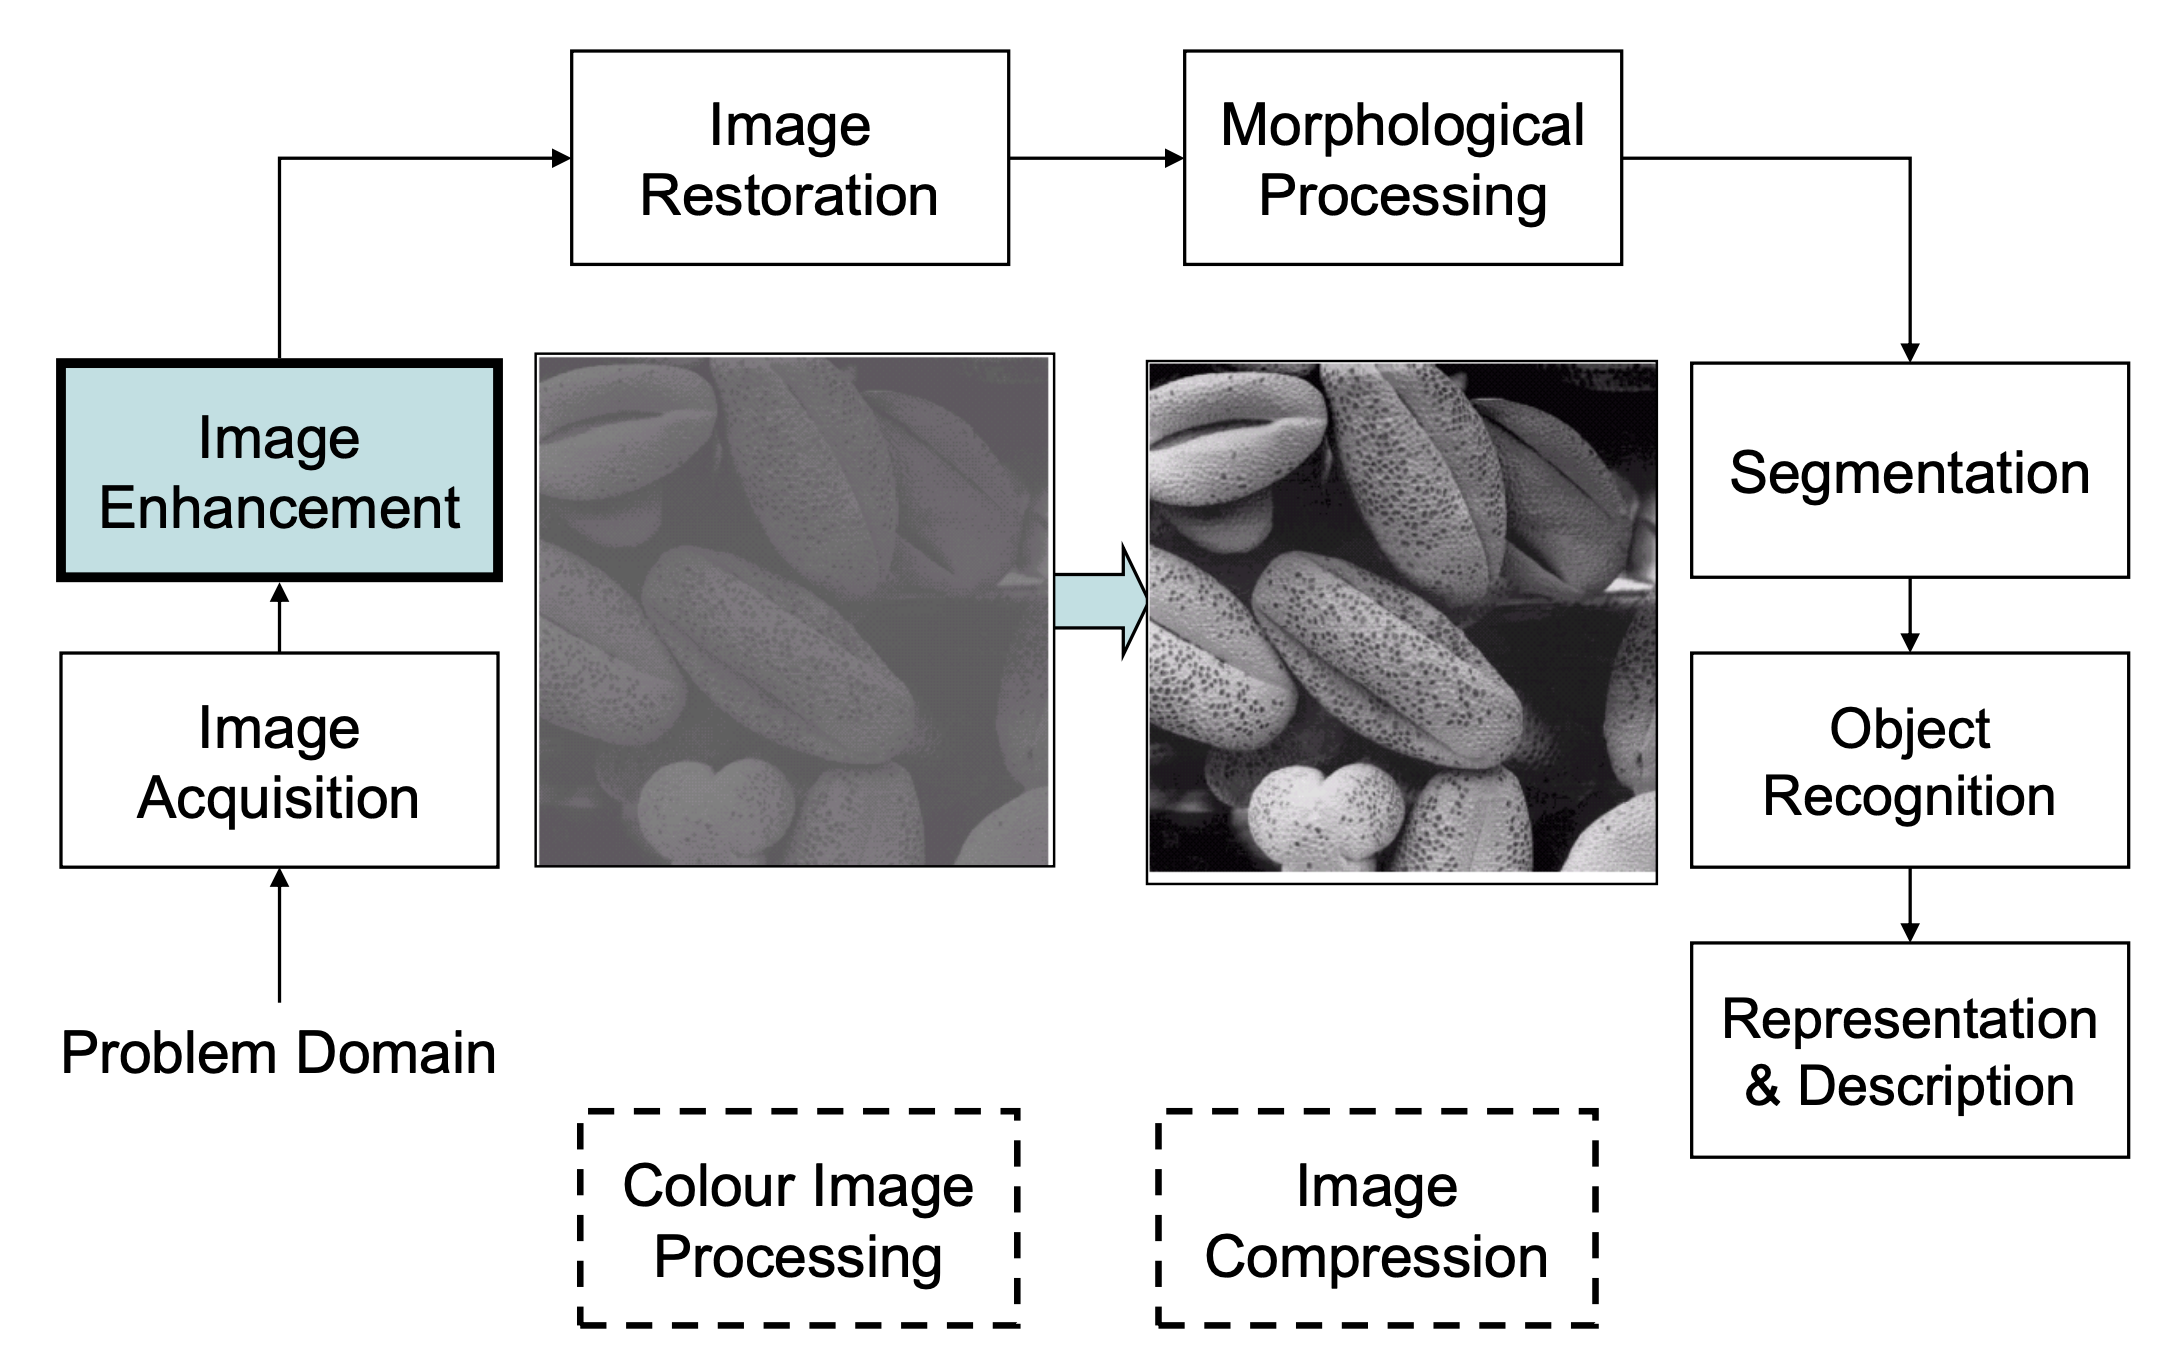 Image
Restoration
Morphological
Processing
Image
Enhancement
Segmentation
Image
Acquisition
Object
Recognition
Problem Domain
Representation
& Description
Colour Image
Processing
Image
Compression